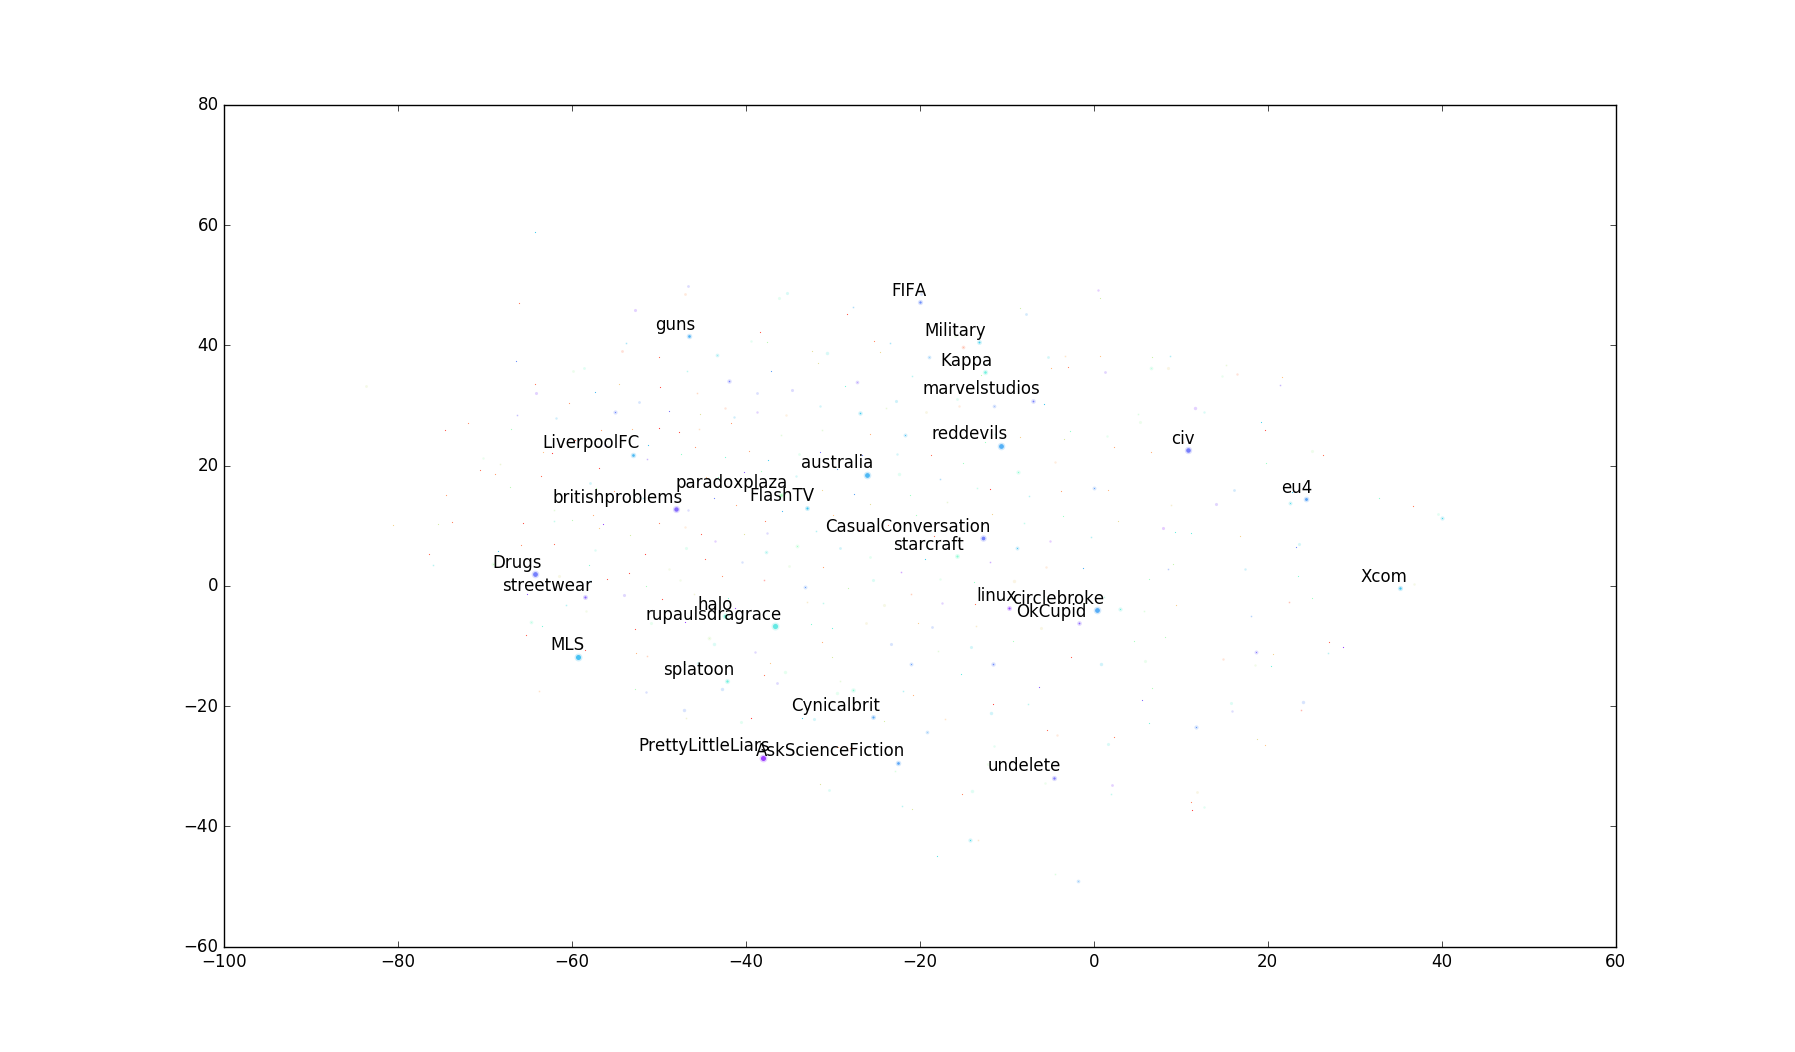 80
60
40
20
0
−20
−40
−60
−100
−80
−60
−40
−20
0
20
40
60
FIFA
guns
Military
Kappa
marvelstudios
reddevils
civ
LiverpoolFC
australia
paradoxplaza
FlashTV
britishproblems
eu4
CasualConversation
starcraft
Drugs
streetwear
Xcom
linux
circlebroke
OkCupid
halo
rupaulsdragrace
MLS
splatoon
Cynicalbrit
PrettyLittleLiars
AskScienceFiction
undelete